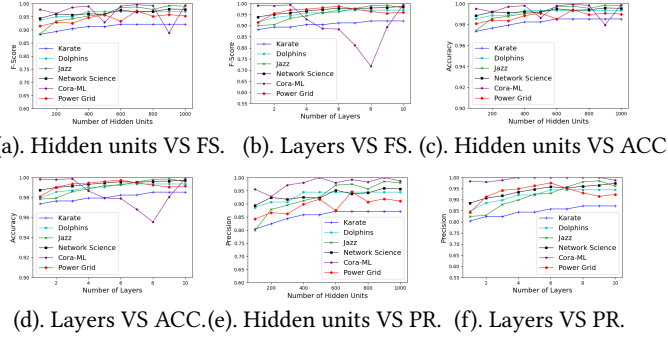 1.00
0.95
0.90
0.85
0.80
0.75
0.70
0.65
0.60
F-Score
Karate
Dolphins
Jazz
Network Science
Cora-ML
Power Grid
200 400 600 800 1000
Number of Hidden Units
1.00
0.95
0.90
0.85
0.80
0.75
0.70
0.65
0.60
0.55
F-Score
Karate
Dolphins
Jazz
Network Science
Cora-ML
Power Grid
2 4 6 8 10
Number of Layers
1.00
0.98
0.96
0.94
0.92
0.90
Accuracy
Karate
Dolphins
Jazz
Network Science
Cora-ML
Power Grid
200 400 600 800 1000
Number of Hidden Units
a). Hidden units VS FS. (b). Layers VS FS. (c). Hidden units VS ACC
1.00
0.98
0.96
0.94
0.92
0.90
Accuracy
Karate
Dolphins
Jazz
Network Science
Cora-ML
Power Grid
2 4 6 8 10
Number of Layers
1.00
0.95
0.90
0.85
0.80
0.75
0.70
0.65
0.60
Precision
Karate
Dolphins
Jazz
Network Science
Cora-ML
Power Grid
200 400 600 800 1000
Number of Hidden Units
1.00
0.95
0.90
0.85
0.80
0.75
0.70
0.65
0.60
0.55
Precision
Karate
Dolphins
Jazz
Network Science
Cora-ML
Power Grid
2 4 6 8 10
Number of Layers
(d). Layers VS ACC.(e). Hidden units VS PR. (f). Layers VS PR.